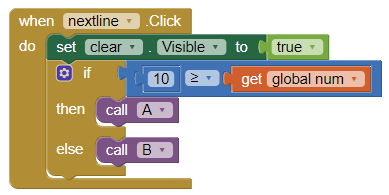 when nextline .Click
do set clear . Visible to true
if 10 ≥ get global num
then call A
else call B